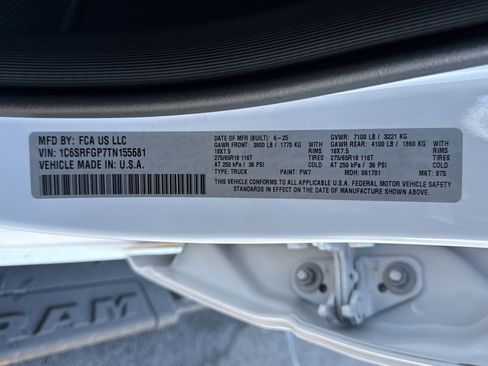 MFD BY: FCA US LLC
VIN: 1C6SRFGP7TN155681
VEHICLE MADE IN U.S.A.
DATE OF MFR (BUILT): 6-25 GVWR: 7100 LB / 3221 KG
GAWR FRONT: 3900 LB / 1770 KG WITH GAWR REAR: 4100 LB / 1860 KG WITH
18X7.5 RIMS 18X7.5 RIMS
275/65R18 116T TIRES 275/65R18 116T TIRES
AT 250 kPa / 36 PSI COLD AT 250 kPa / 36 PSI COLD
TYPE: TRUCK PAINT: PW7 MDH: 061701 MKT: 875
THIS VEHICLE CONFORMS TO ALL APPLICABLE U.S.A. FEDERAL MOTOR VEHICLE SAFETY
STANDARDS IN EFFECT ON THE DATE OF MANUFACTURE SHOWN ABOVE.
RAM